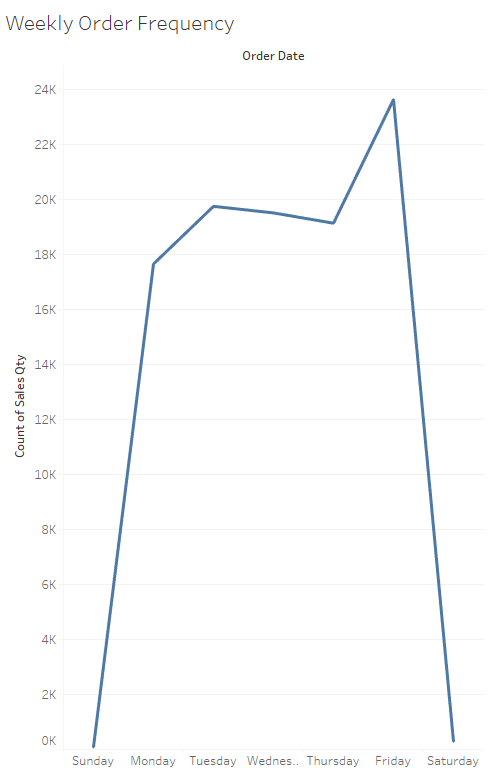 Weekly Order Frequency
Order Date
24K
22K
20K
18K
16K
14K
12K
10K
8K
6K
4K
2K
0K
Count of Sales Qty
Sunday Monday Tuesday Wednes.. Thursday Friday Saturday